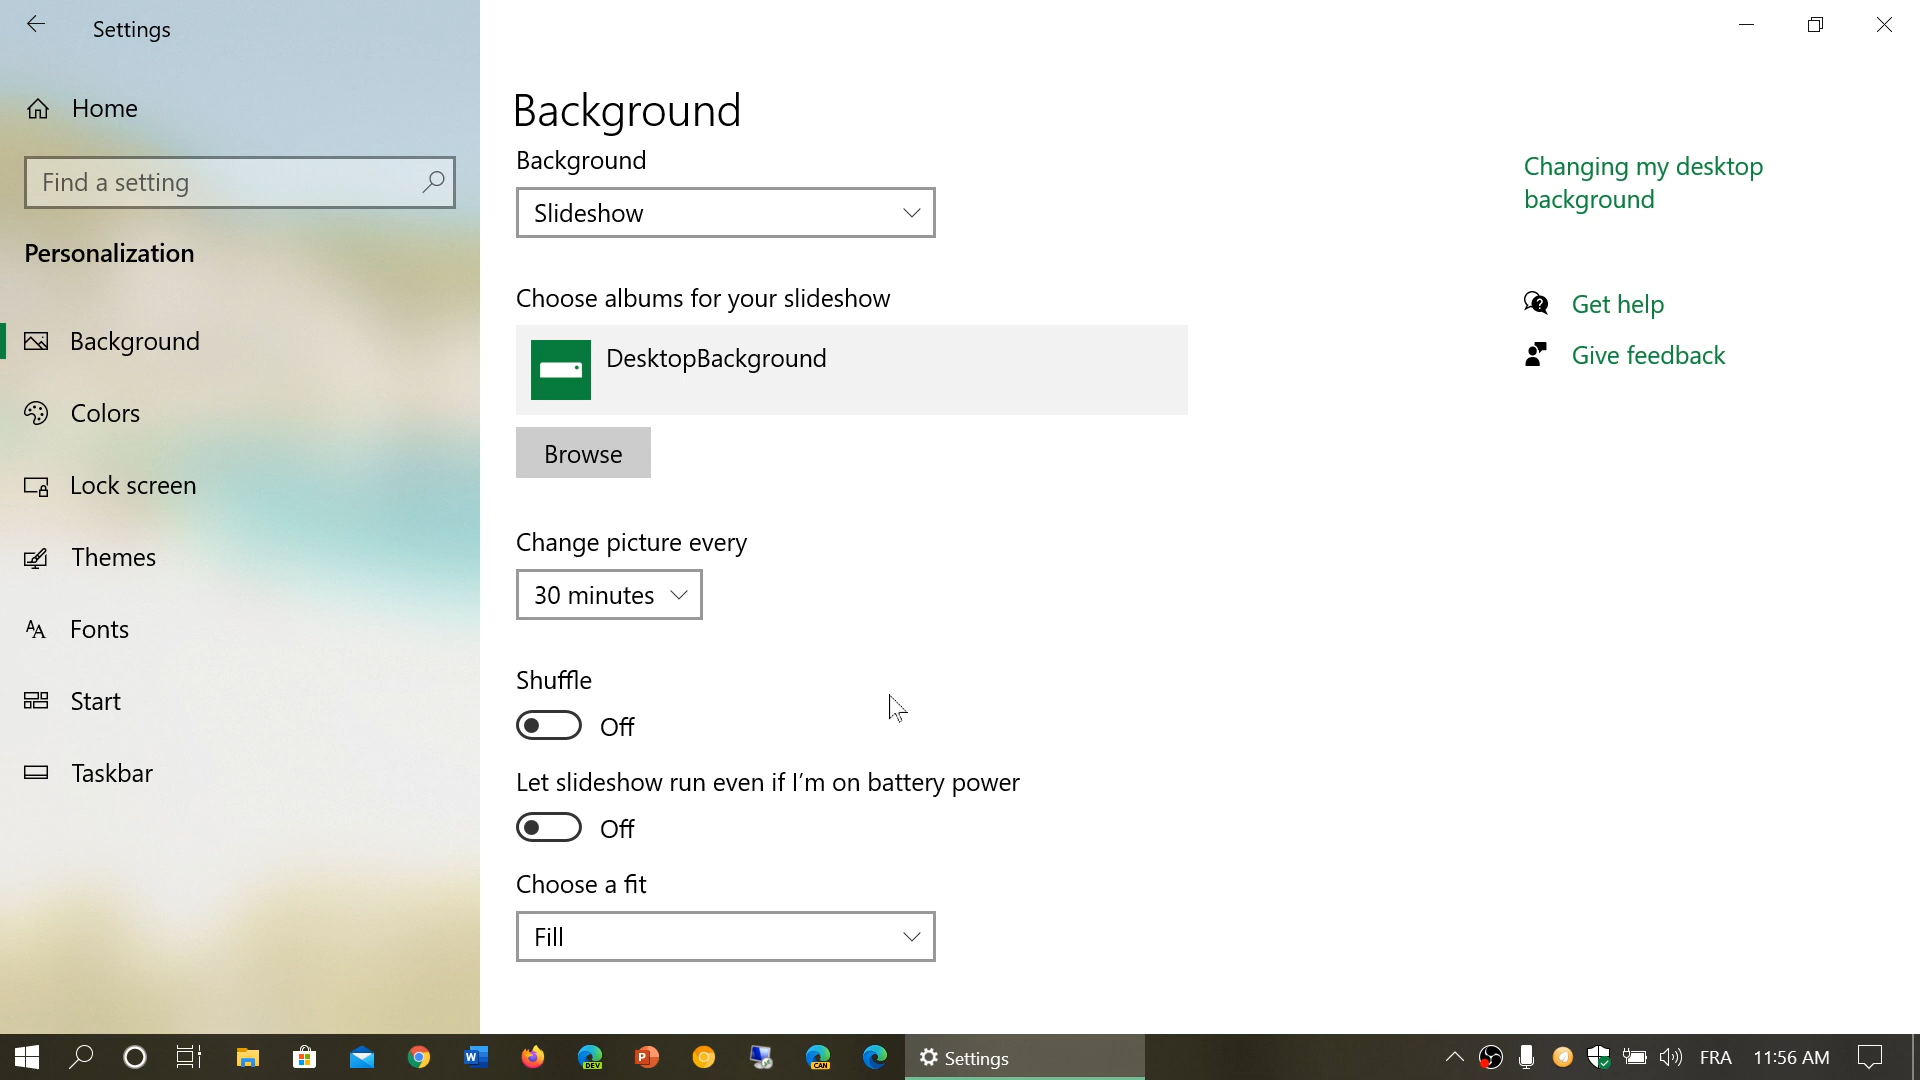 Settings
Home
Find a setting
Personalization
Background
Colors
Lock screen
Themes
Fonts
Start
Taskbar
Background
Background
Slideshow
Choose albums for your slideshow
DesktopBackground
Browse
Change picture every
30 minutes
Shuffle
Off
Let slideshow run even if I'm on battery power
Off
Choose a fit
Fill
Changing my desktop
background
Get help
Give feedback
DEV
CAN
Settings
FRA
11:56 AM